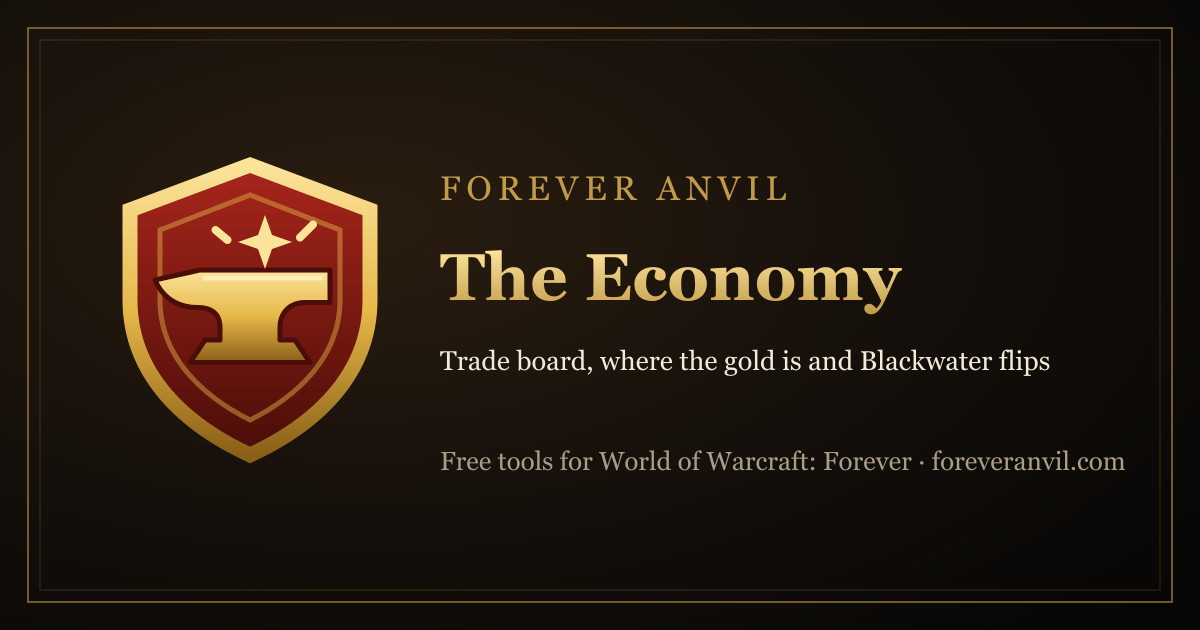 FOREVER ANVIL
The Economy
Trade board, where the gold is and Blackwater flips
Free tools for World of Warcraft: Forever · foreveranvil.com